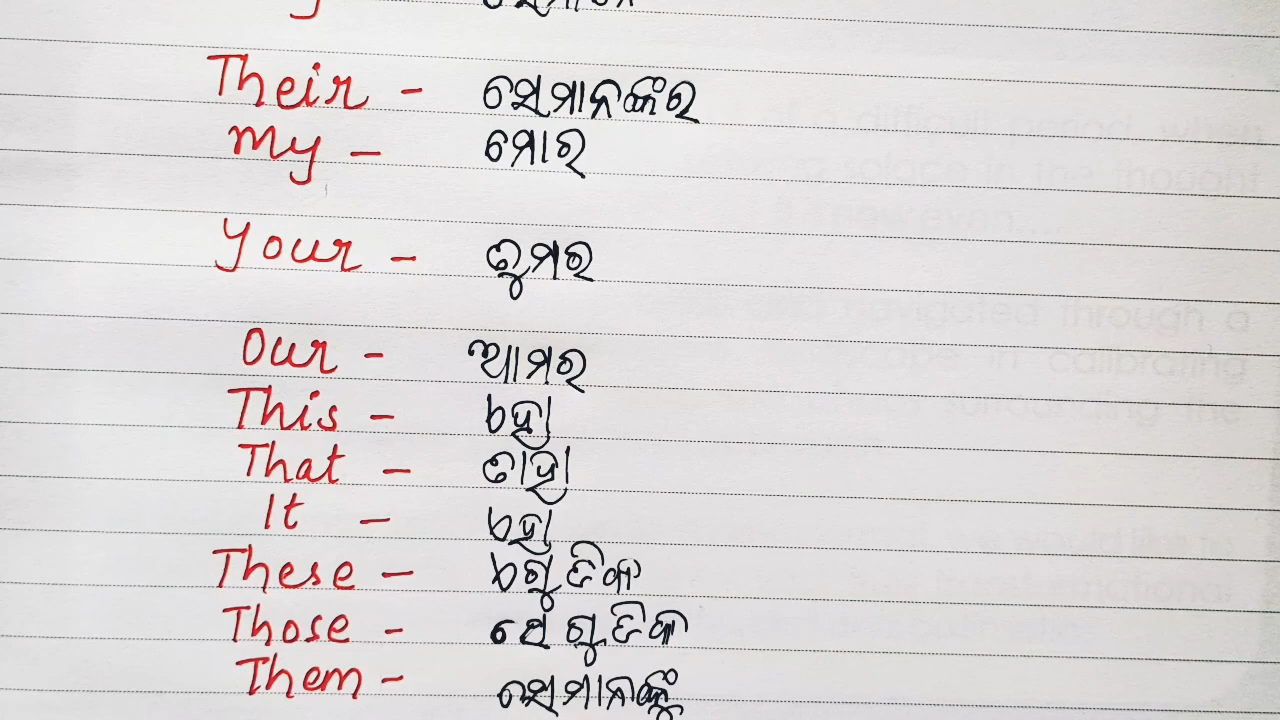 Their - ସେମାନଙ୍କର
My - ମୋର
Your - ତୁମର
Our - ଆମର
This - ଏହା
That - ତାହା
It - ଏହା
These - ଏଗୁଡିକ
Those - ସେଗୁଡିକ
Them - ସେମାନଙ୍କୁ